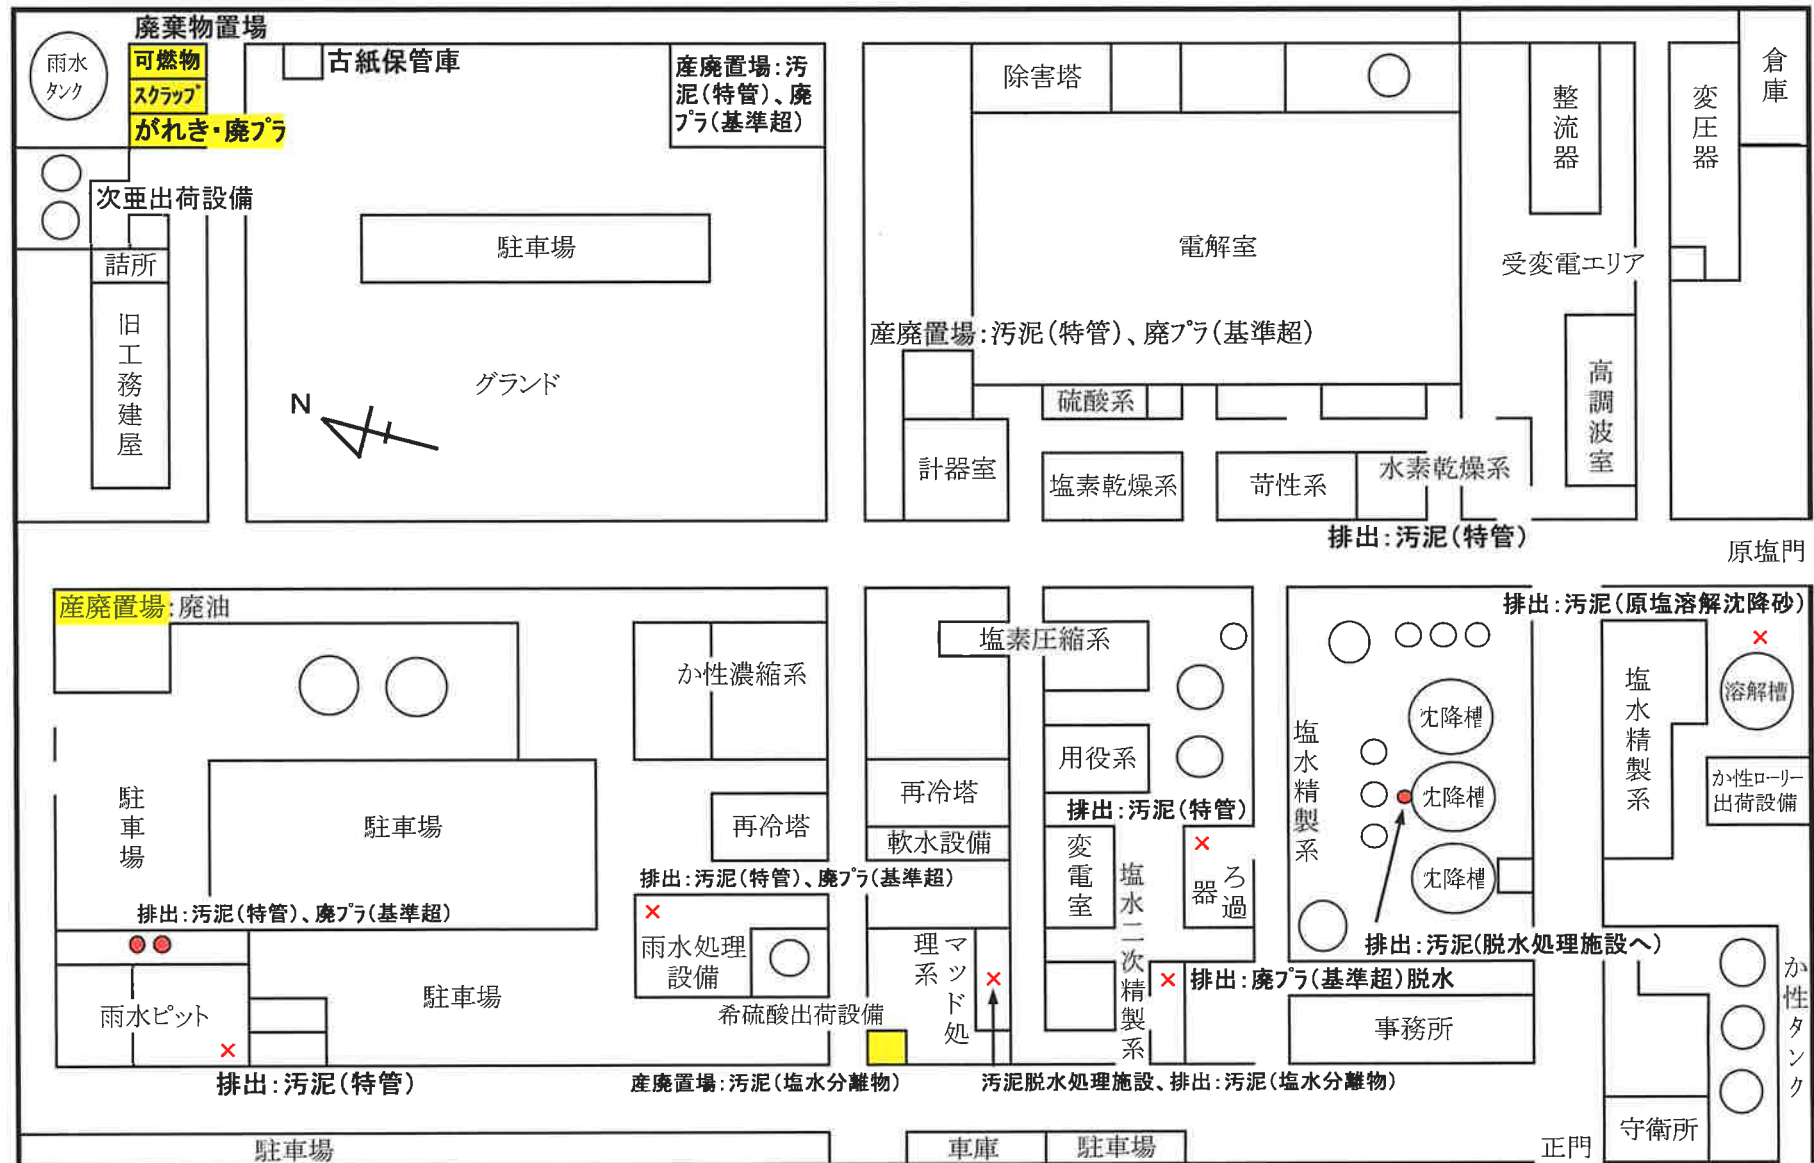 廃棄物置場
雨水
タンク
可燃物
スクラップ
がれき・廃プラ
古紙保管庫
産廃置場:汚
泥(特管)、廃
プラ(基準超)
除害塔
整流器
変圧器
倉庫
次亜出荷設備
詰所
駐車場
電解室
受変電エリア
旧工務建屋
産廃置場:汚泥(特管)、廃プラ(基準超)
グランド
N
硫酸系
高調波室
計器室
塩素乾燥系
苛性系
水素乾燥系
排出:汚泥(特管)
原塩門
産廃置場:廃油
排出:汚泥(原塩溶解沈降砂)
塩素圧縮系
か性濃縮系
塩水精製系
溶解槽
沈降槽
用役系
塩水精製系
再冷塔
か性ローリー
出荷設備
駐車場
駐車場
再冷塔
沈降槽
排出:汚泥(特管)
軟水設備
変電室
ろ過
器
沈降槽
排出:汚泥(特管)、廃プラ(基準超)
排出:汚泥(特管)、廃プラ(基準超)
塩水二次精製系
雨水処理
設備
マッド処
理系
排出:汚泥(脱水処理施設へ)
排出:廃プラ(基準超)脱水
か性タンク
駐車場
雨水ピット
希硫酸出荷設備
事務所
排出:汚泥(特管)
産廃置場:汚泥(塩水分離物)
汚泥脱水処理施設、排出:汚泥(塩水分離物)
守衛所
駐車場
車庫
駐車場
正門